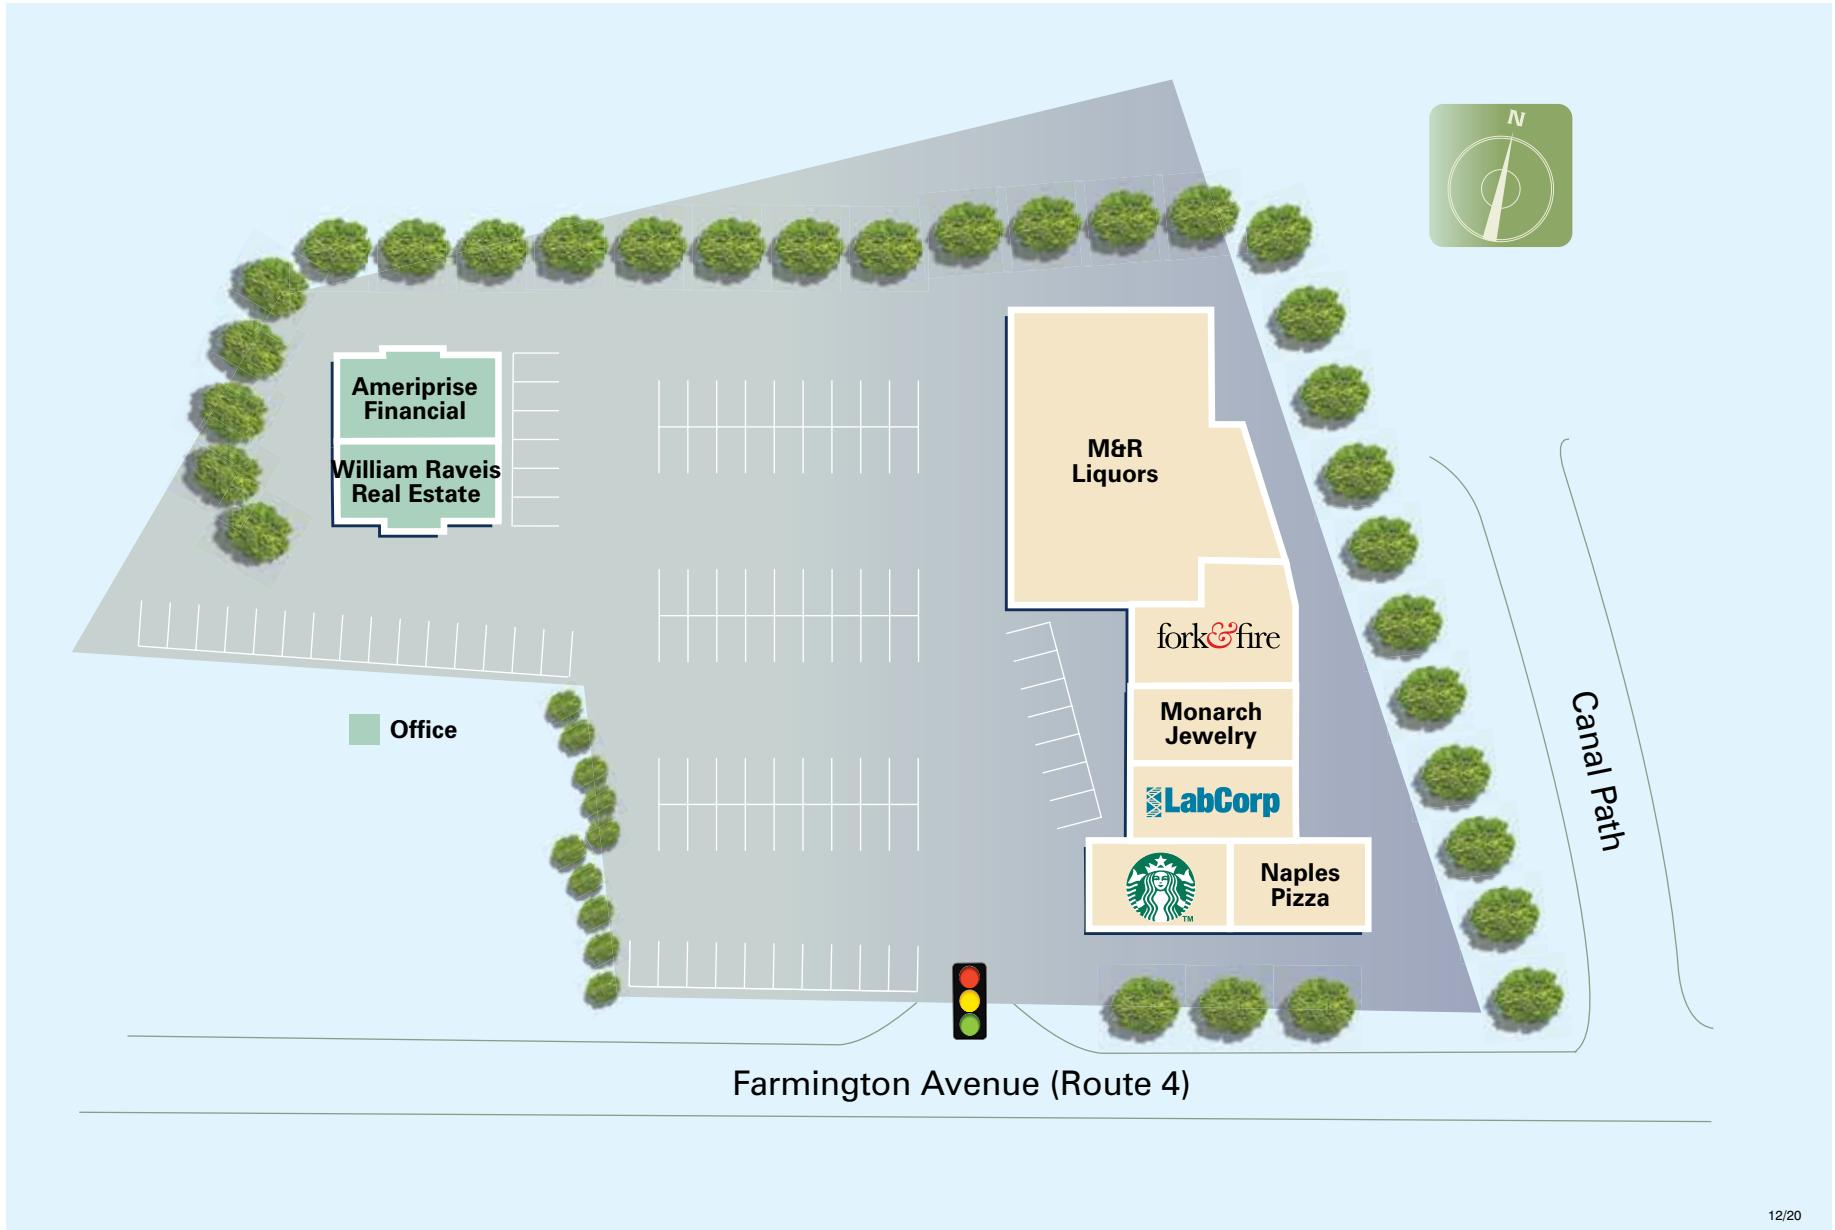 N
Ameriprise
Financial
William Raveis
Real Estate
M&R
Liquors
fork&fire
Monarch
Jewelry
LabCorp
TM
Naples
Pizza
Office
Canal Path
Farmington Avenue (Route 4)
12/20